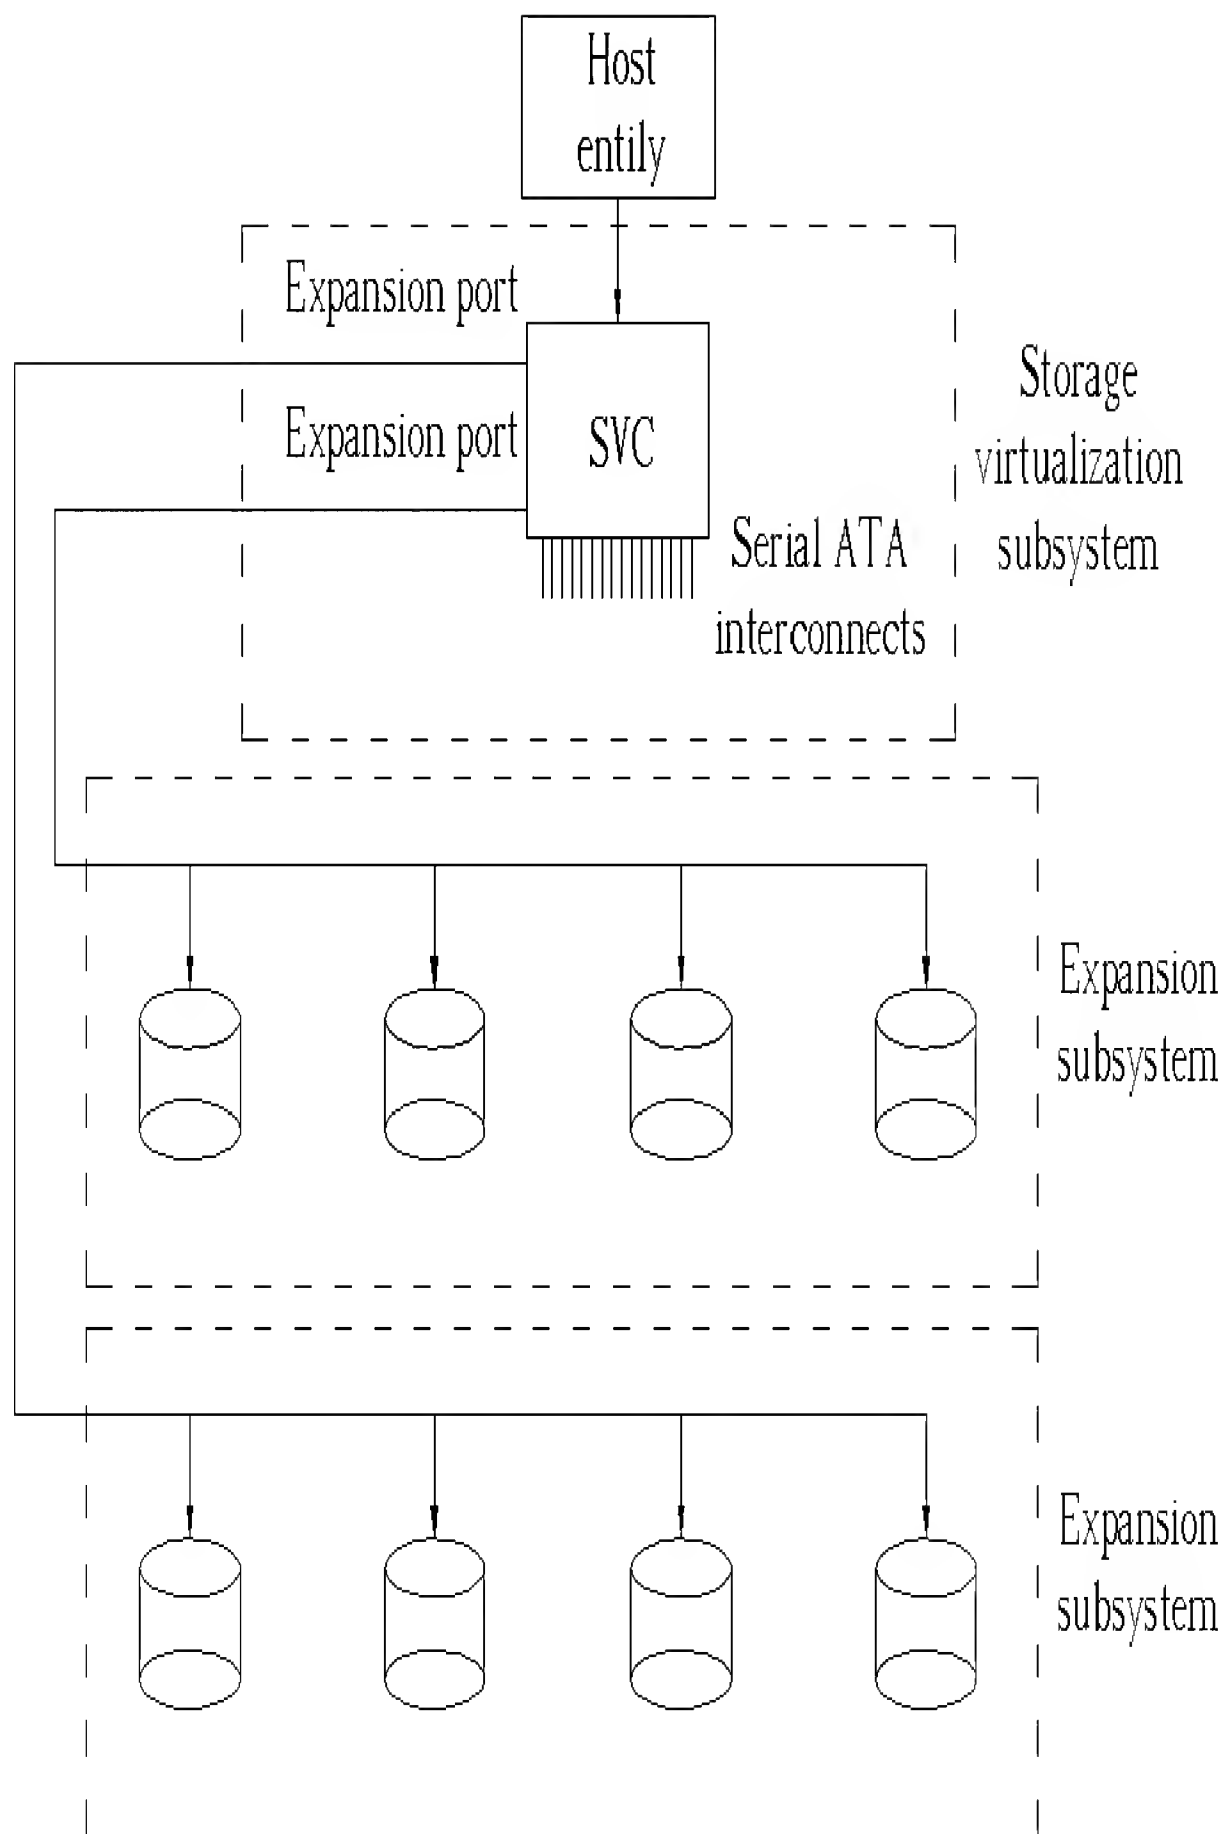 Host
entily
Expansion port
Expansion port
SVC
Serial ATA
interconnects
Storage
virtualization
subsystem
Expansion
subsystem
Expansion
subsystem